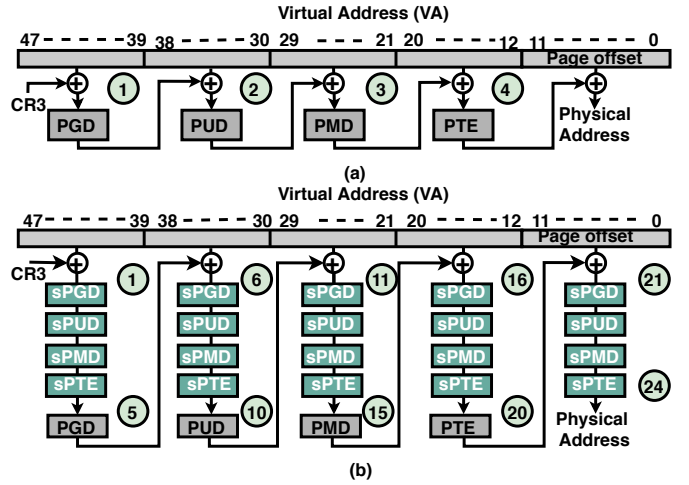 Virtual Address (VA)
47 39 38 30 29 21 20 12 11 0
Page offset
CR3 1 2 3 4
PGD PUD PMD PTE Physical Address
(a)
Virtual Address (VA)
47 39 38 30 29 21 20 12 11 0
Page offset
CR3 1 6 11 16 21
sPGD sPGD sPGD sPGD sPGD
sPUD sPUD sPUD sPUD sPUD
sPMD sPMD sPMD sPMD sPMD
sPTE sPTE sPTE sPTE sPTE
5 10 15 20 24
PGD PUD PMD PTE Physical Address
(b)